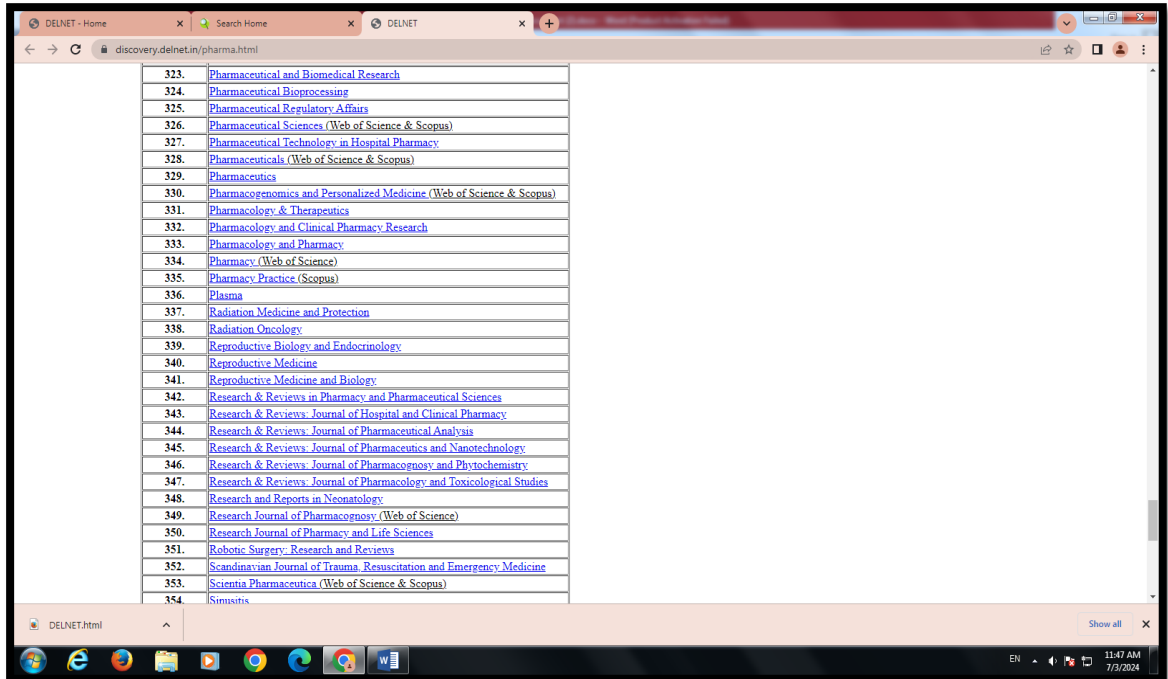 DELNET - Home
Search Home
DELNET
discovery.delnet.in/pharma.html
323. Pharmaceutical and Biomedical Research
324. Pharmaceutical Bioprocessing
325. Pharmaceutical Regulatory Affairs
326. Pharmaceutical Sciences (Web of Science & Scopus)
327. Pharmaceutical Technology in Hospital Pharmacy
328. Pharmaceuticals (Web of Science & Scopus)
329. Pharmaceutics
330. Pharmacogenomics and Personalized Medicine (Web of Science & Scopus)
331. Pharmacology & Therapeutics
332. Pharmacology and Clinical Pharmacy Research
333. Pharmacology and Pharmacy
334. Pharmacy (Web of Science)
335. Pharmacy Practice (Scopus)
336. Plasma
337. Radiation Medicine and Protection
338. Radiation Oncology
339. Reproductive Biology and Endocrinology
340. Reproductive Medicine
341. Reproductive Medicine and Biology
342. Research & Reviews in Pharmacy and Pharmaceutical Sciences
343. Research & Reviews: Journal of Hospital and Clinical Pharmacy
344. Research & Reviews: Journal of Pharmaceutical Analysis
345. Research & Reviews: Journal of Pharmaceutics and Nanotechnology
346. Research & Reviews: Journal of Pharmacognosy and Phytochemistry
347. Research & Reviews: Journal of Pharmacology and Toxicological Studies
348. Research and Reports in Neonatology
349. Research Journal of Pharmacognosy (Web of Science)
350. Research Journal of Pharmacy and Life Sciences
351. Robotic Surgery: Research and Reviews
352. Scandinavian Journal of Trauma, Resuscitation and Emergency Medicine
353. Scientia Pharmaceutica (Web of Science & Scopus)
354. Sinusitis
DELNET.html
Show all
EN
11:47 AM
7/3/2024